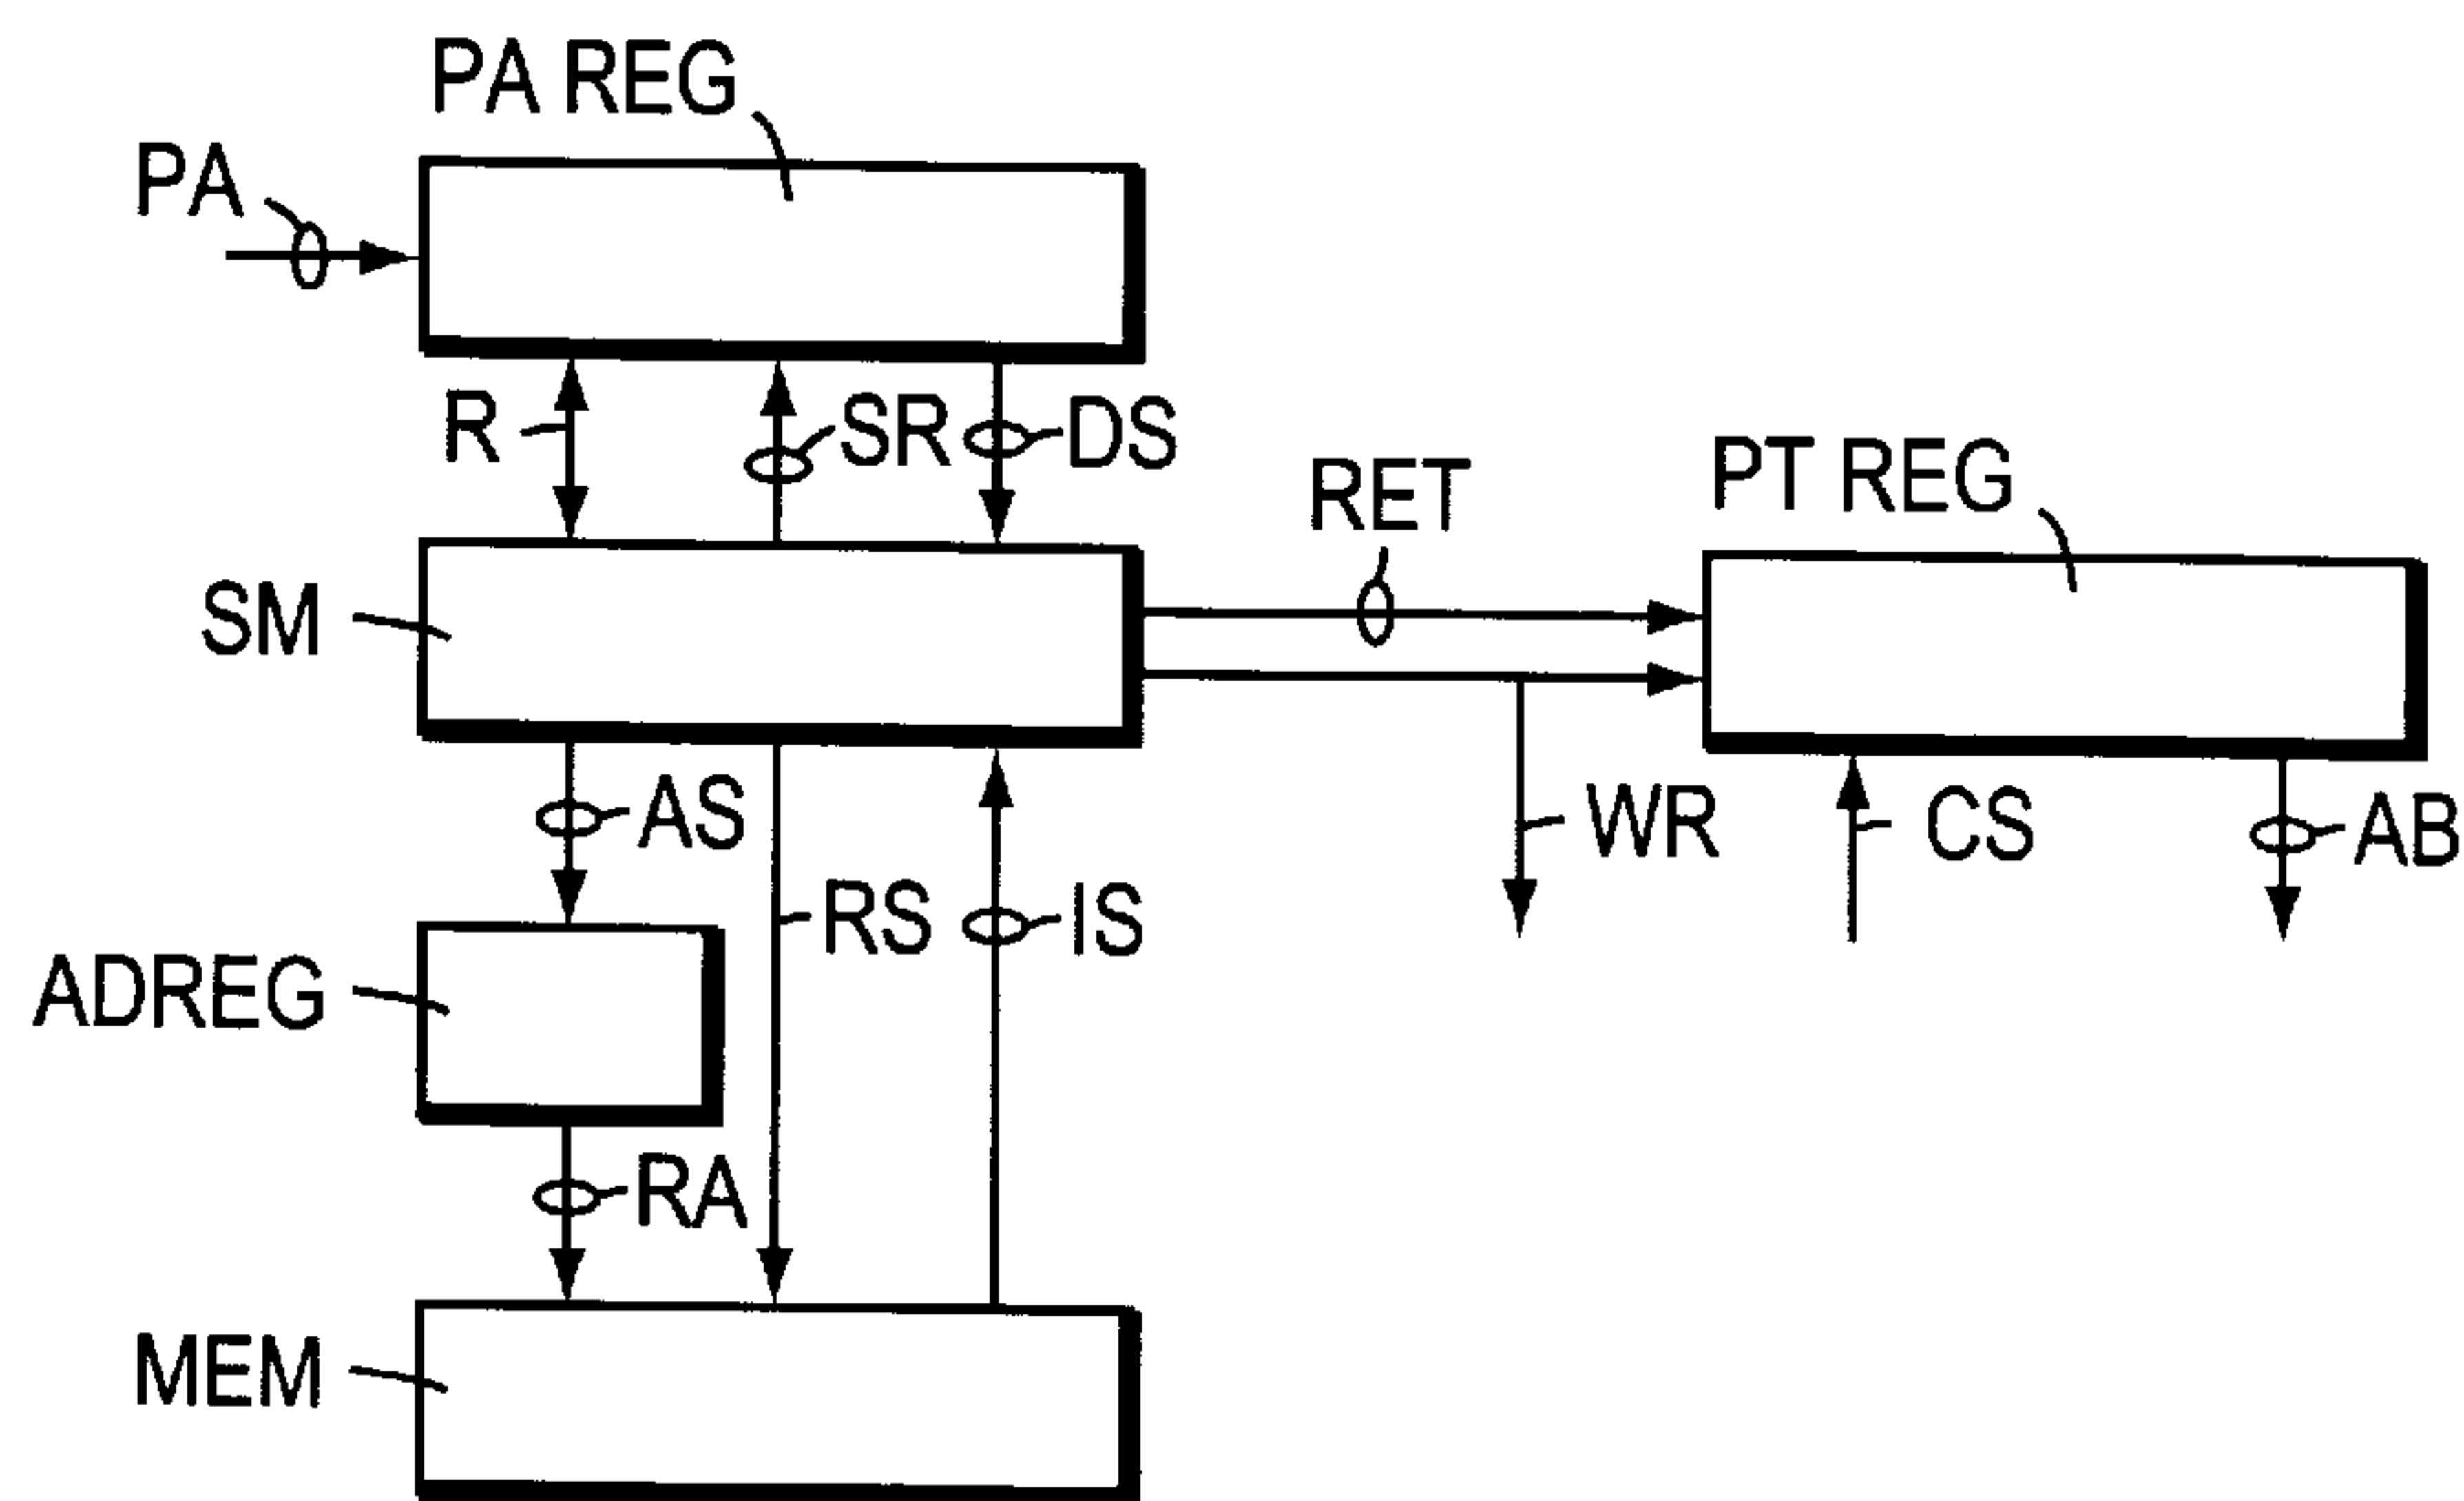 PA REG
PA
R
SR
DS
RET
PT REG
SM
AS
WR
CS
AB
RS
IS
ADREG
RA
MEM